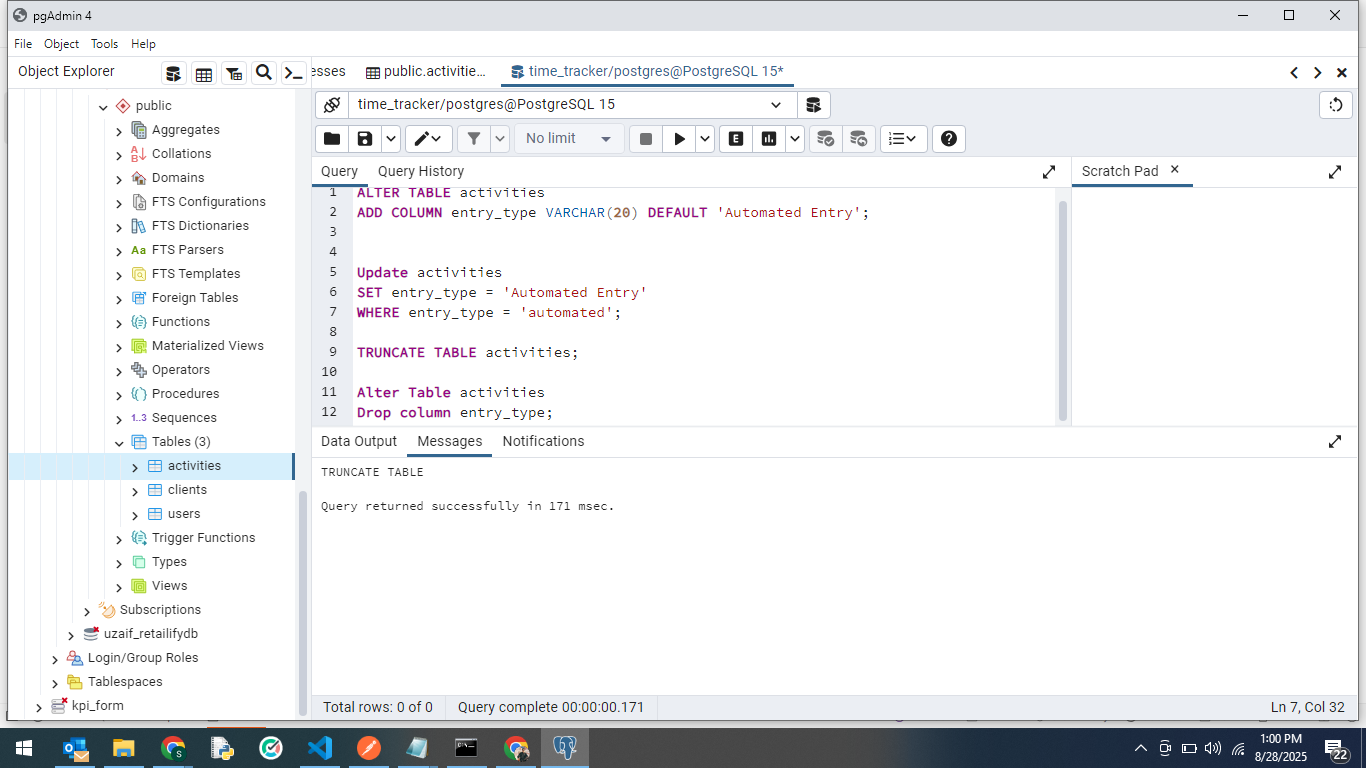 pgAdmin 4
File Object Tools Help
Object Explorer
esses public.activitie... time_tracker/postgres@PostgreSQL 15*
time_tracker/postgres@PostgreSQL 15
No limit
E
Query Query History
Scratch Pad
1 ALTER TABLE activities
2 ADD COLUMN entry_type VARCHAR(20) DEFAULT 'Automated Entry';
3
4
5 Update activities
6 SET entry_type = 'Automated Entry'
7 WHERE entry_type = 'automated';
8
9 TRUNCATE TABLE activities;
10
11 Alter Table activities
12 Drop column entry_type;
Data Output Messages Notifications
TRUNCATE TABLE
Query returned successfully in 171 msec.
Total rows: 0 of 0 Query complete 00:00:00.171 Ln 7, Col 32
public
Aggregates
Collations
Domains
FTS Configurations
FTS Dictionaries
Aa FTS Parsers
FTS Templates
Foreign Tables
Functions
Materialized Views
Operators
Procedures
1..3 Sequences
Tables (3)
activities
clients
users
Trigger Functions
Types
Views
Subscriptions
uzaif_retailifydb
Login/Group Roles
Tablespaces
kpi_form
1:00 PM
8/28/2025
22